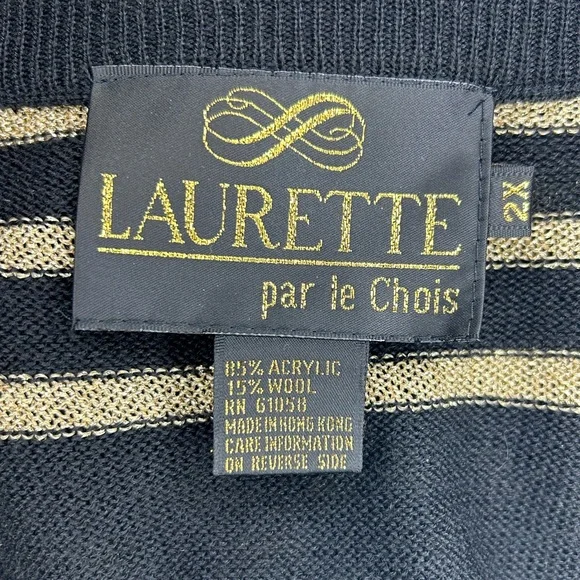 LAURETTE
par le Chois
2X
85% ACRYLIC
15% WOOL
RN 61058
MADE IN HONG KONG
CARE INFORMATION
ON REVERSE SIDE